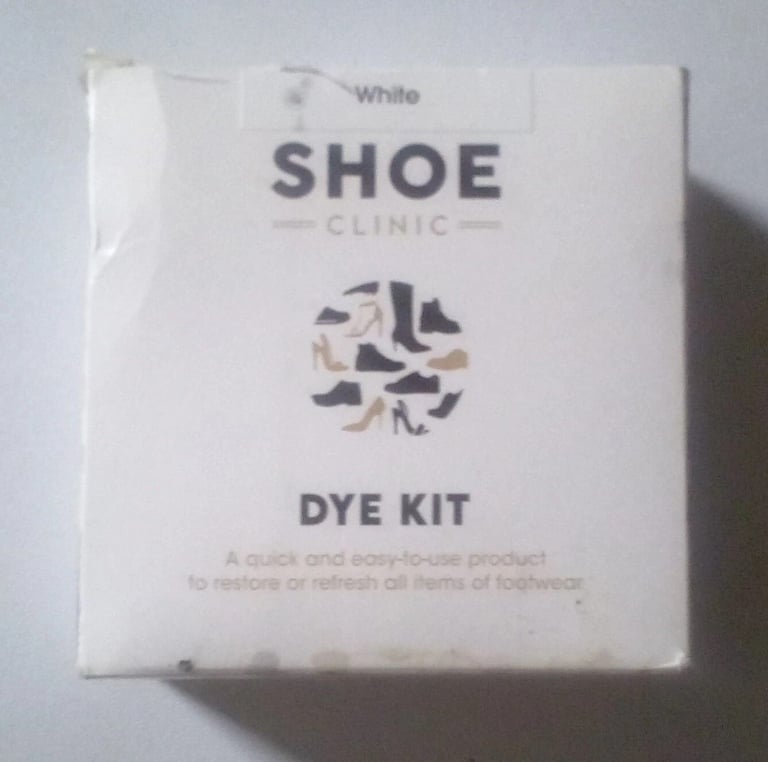 White
SHOE
CLINIC
DYE KIT
A quick and easy-to-use product
to restore or refresh all items of footwear